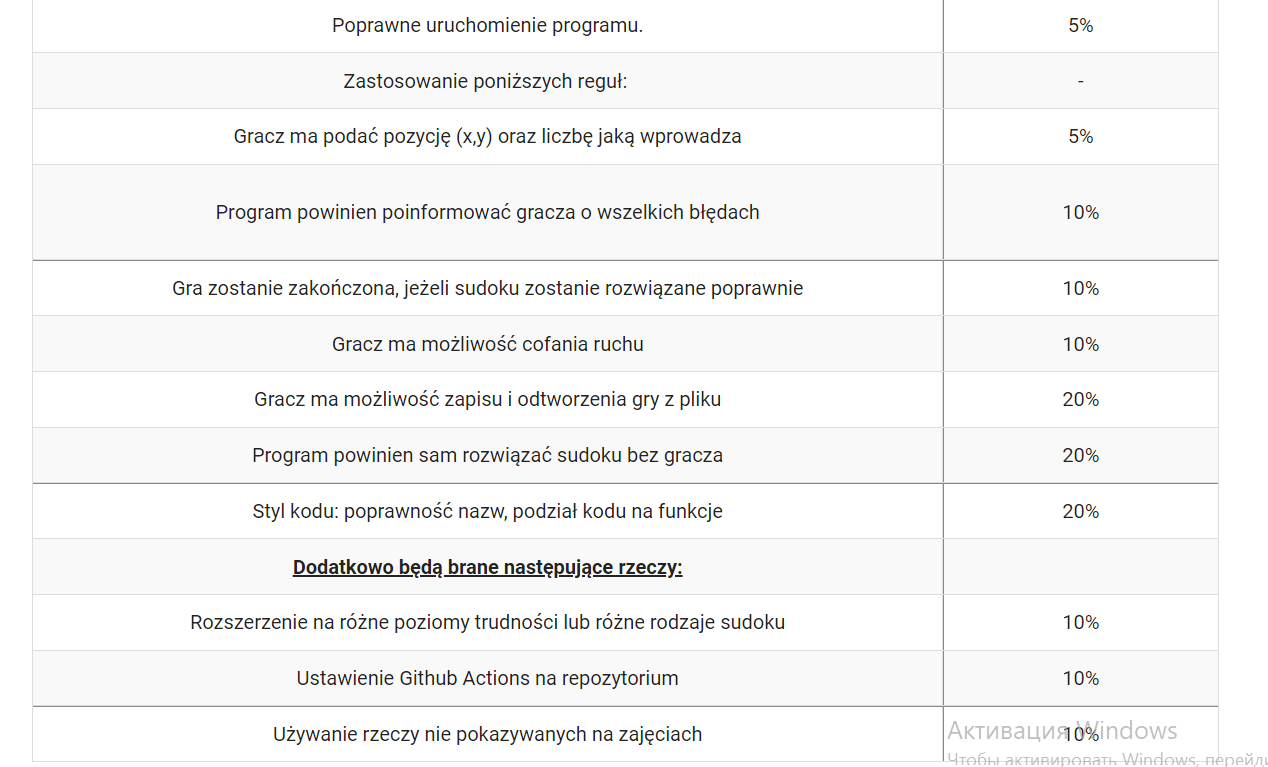 Poprawne uruchomienie programu. 5%
Zastosowanie poniższych reguł: -
Gracz ma podać pozycję (x,y) oraz liczbę jaką wprowadza 5%
Program powinien poinformować gracza o wszelkich błędach 10%
Gra zostanie zakończona, jeżeli sudoku zostanie rozwiązane poprawnie 10%
Gracz ma możliwość cofania ruchu 10%
Gracz ma możliwość zapisu i odtworzenia gry z pliku 20%
Program powinien sam rozwiązać sudoku bez gracza 20%
Styl kodu: poprawność nazw, podział kodu na funkcje 20%
Dodatkowo będą brane następujące rzeczy:
Rozszerzenie na różne poziomy trudności lub różne rodzaje sudoku 10%
Ustawienie Github Actions na repozytorium 10%
Używanie rzeczy nie pokazywanych na zajęciach 10%
Активация Windows
Чтобы активировать Windows, перейди